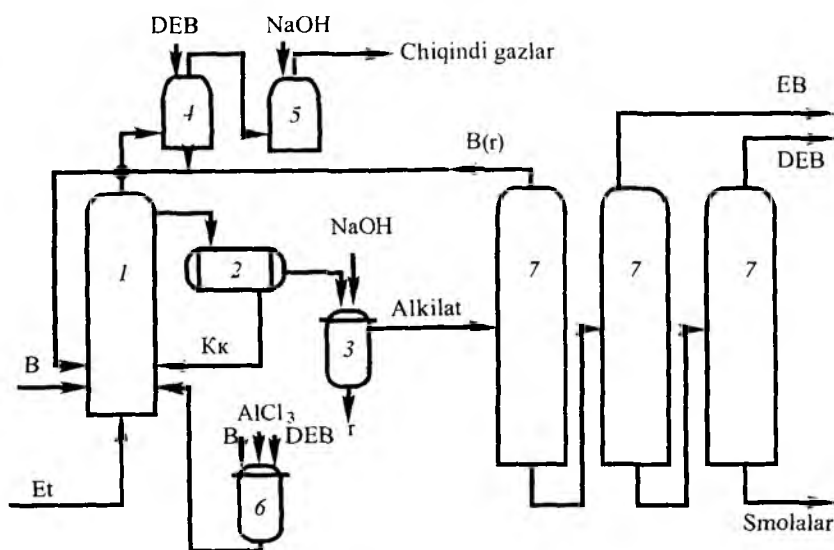 DEB
NaOH
Chiqindi gazlar
4
5
EB
B(r)
DEB
NaOH
1
2
7
7
7
Alkilat
3
Kк
B
AlCl₃
r
B
DEB
Et
6
Smolalar